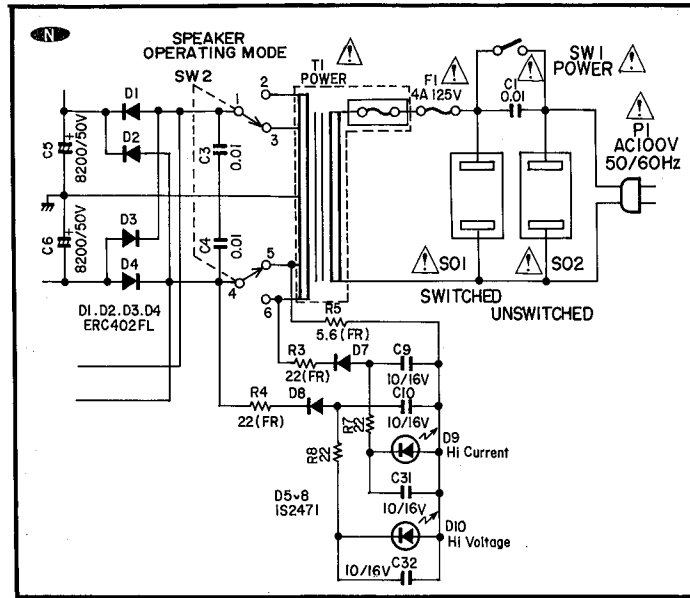 N
SPEAKER
OPERATING MODE
SW2
T1
POWER
F1
4A 125V
SW1
POWER
C1
0.01
P1
AC100V
50/60Hz
D1
D2
D3
D4
C5
8200/50V
+
C6
8200/50V
+
1
2
3
4
5
6
C3
0.01
C4
0.01
D1.D2.D3.D4
ERC402FL
SO1
SWITCHED
SO2
UNSWITCHED
R5
5.6(FR)
R3
22(FR)
D7
C9
10/16V
R4
22(FR)
D8
C10
10/16V
R7
22
R8
22
D9
Hi Current
C31
10/16V
D5~8
1S2471
D10
Hi Voltage
C32
10/16V